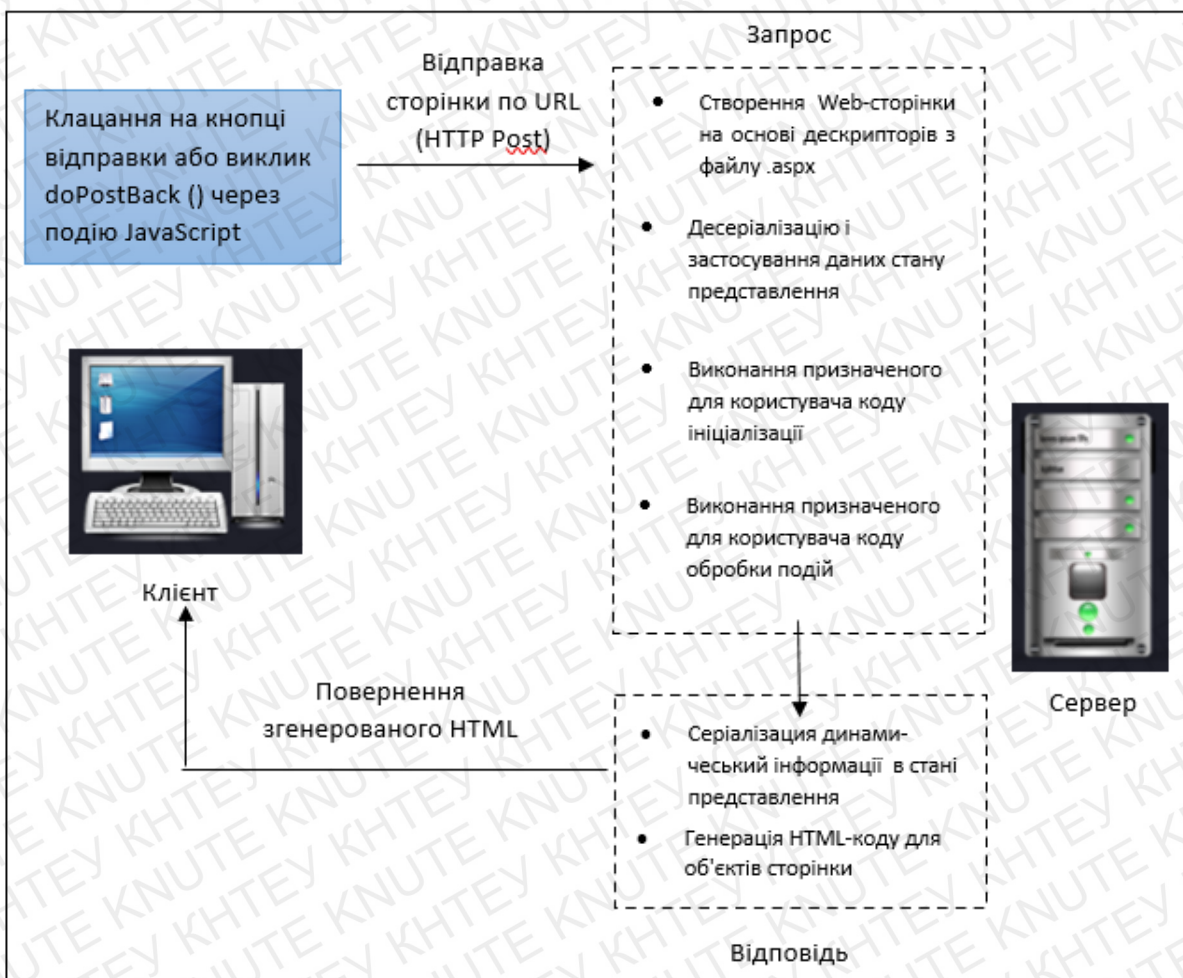 Запрос
Відправка
сторінки по URL
(HTTP Post)
Клацання на кнопці
відправки або виклик
doPostBack () через
подію JavaScript
• Створення Web-сторінки
на основі дескрипторів з
файлу .aspx
• Десеріалізацію і
застосування даних стану
представлення
• Виконання призначеного
для користувача коду
ініціалізації
• Виконання призначеного
для користувача коду
обробки подій
Клієнт
Сервер
Повернення
згенерованого HTML
• Серіалізация динами-
чеський інформації в стані
представлення
• Генерація HTML-коду для
об'єктів сторінки
Відповідь